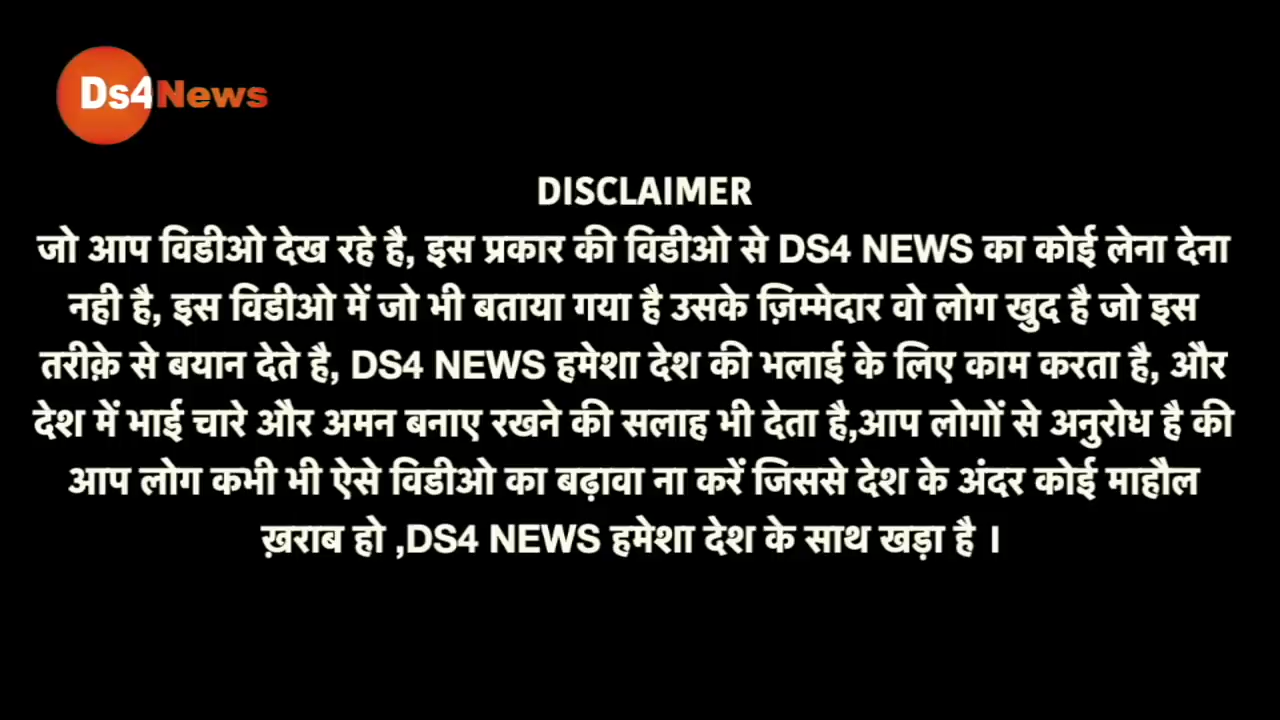 Ds4News
DISCLAIMER
जो आप विडीओ देख रहे है, इस प्रकार की विडीओ से DS4 NEWS का कोई लेना देना
नही है, इस विडीओ में जो भी बताया गया है उसके ज़िम्मेदार वो लोग खुद है जो इस
तरीक़े से बयान देते है, DS4 NEWS हमेशा देश की भलाई के लिए काम करता है, और
देश में भाई चारे और अमन बनाए रखने की सलाह भी देता है,आप लोगों से अनुरोध है की
आप लोग कभी भी ऐसे विडीओ का बढ़ावा ना करें जिससे देश के अंदर कोई माहौल
ख़राब हो ,DS4 NEWS हमेशा देश के साथ खड़ा है ।